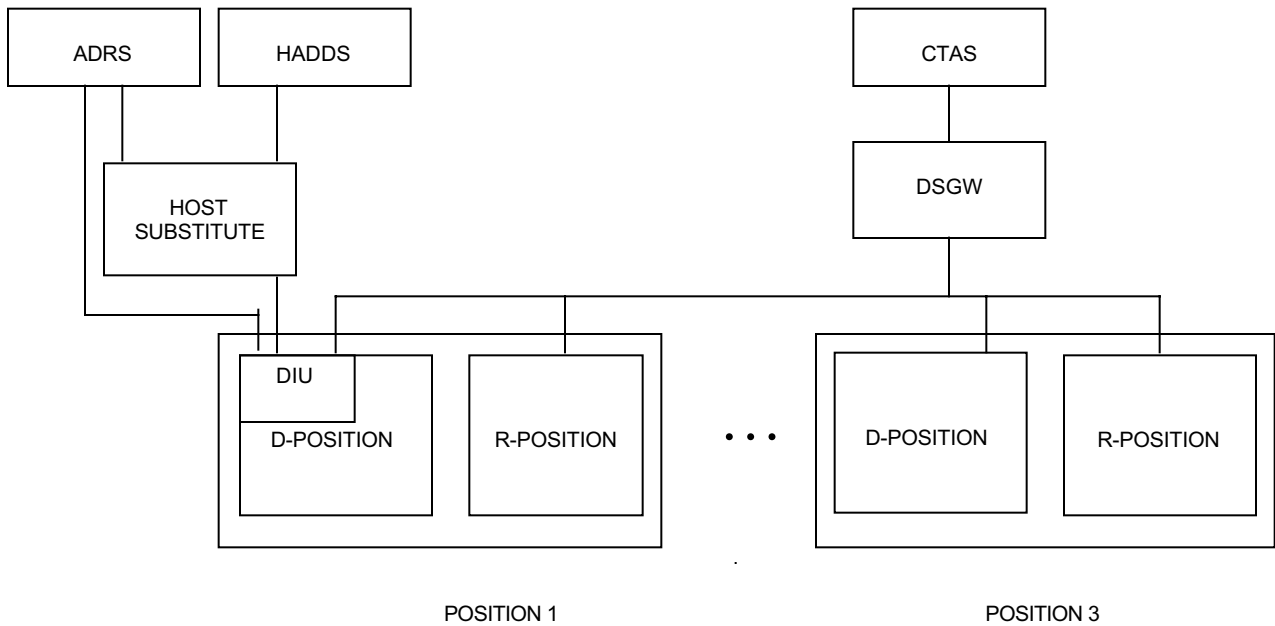 ADRS
HADDS
CTAS
HOST
SUBSTITUTE
DSGW
DIU
D-POSITION
R-POSITION
• • •
D-POSITION
R-POSITION
POSITION 1
POSITION 3